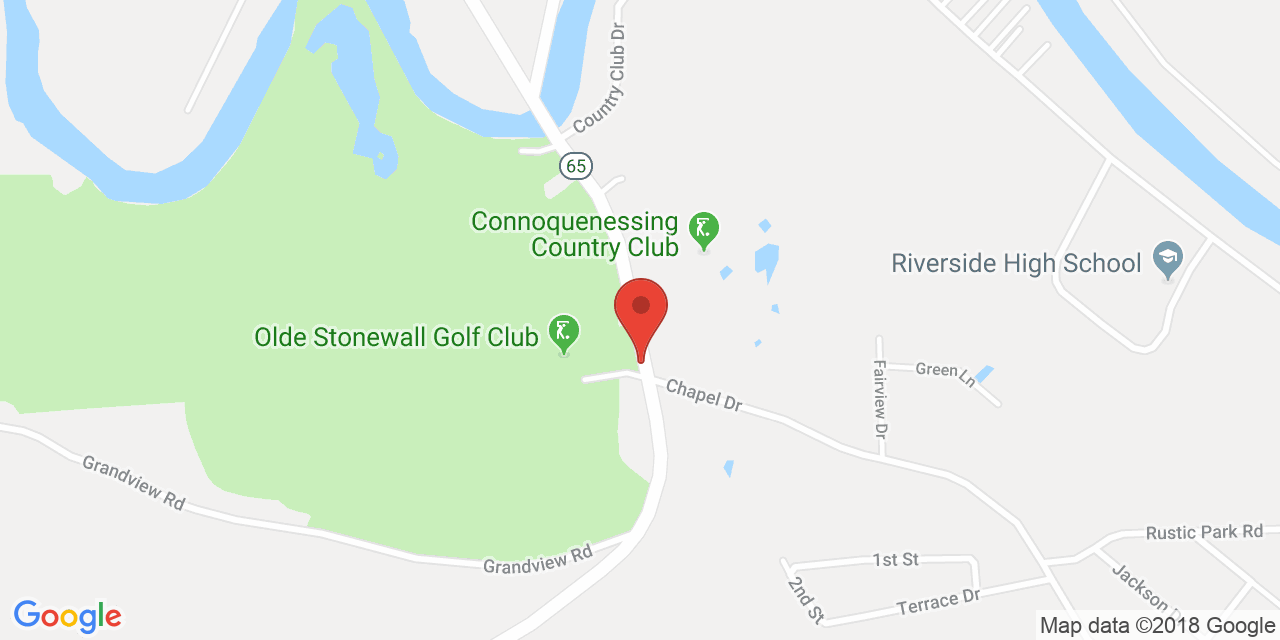 Country Club Dr
65
Connoquenessing
Country Club
Riverside High School
Olde Stonewall Golf Club
Green Ln
Fairview Dr
Chapel Dr
Grandview Rd
Grandview Rd
Rustic Park Rd
1st St
2nd St
Terrace Dr
Jackson
Google
Map data ©2018 Google